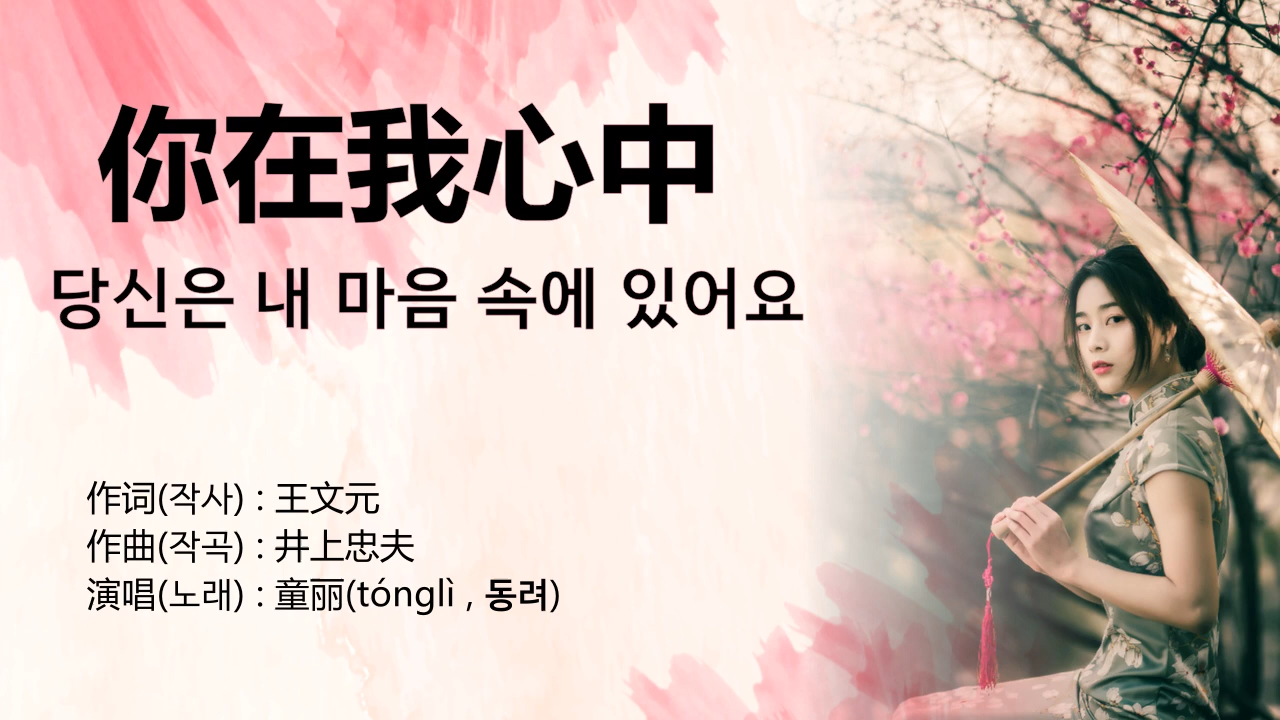 你在我心中
당신은 내 마음 속에 있어요
作词(작사) : 王文元
作曲(작곡) : 井上忠夫
演唱(노래) : 童丽(tónglì , 동려)